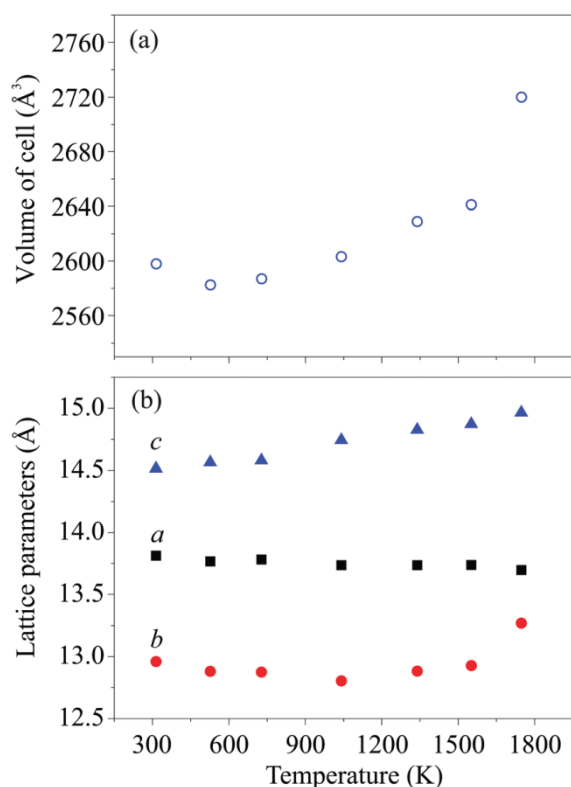 (a)
2760
2720
2680
2640
2600
2560
Volume of cell (Å³)
(b)
15.0
14.5
14.0
13.5
13.0
12.5
c
a
b
Lattice parameters (Å)
300 600 900 1200 1500 1800
Temperature (K)